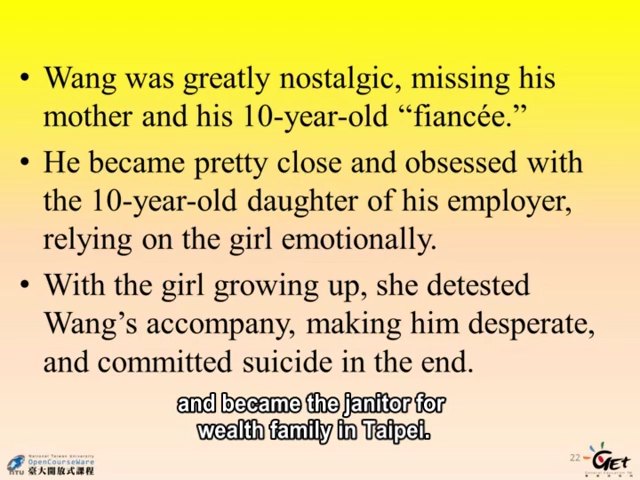 • Wang was greatly nostalgic, missing his
mother and his 10-year-old “fiancée.”
• He became pretty close and obsessed with
the 10-year-old daughter of his employer,
relying on the girl emotionally.
• With the girl growing up, she detested
Wang’s accompany, making him desperate,
and committed suicide in the end.
and became the janitor for
wealth family in Taipei.
National Taiwan University
OpenCourseWare
NTU 臺大開放式課程
22
GET